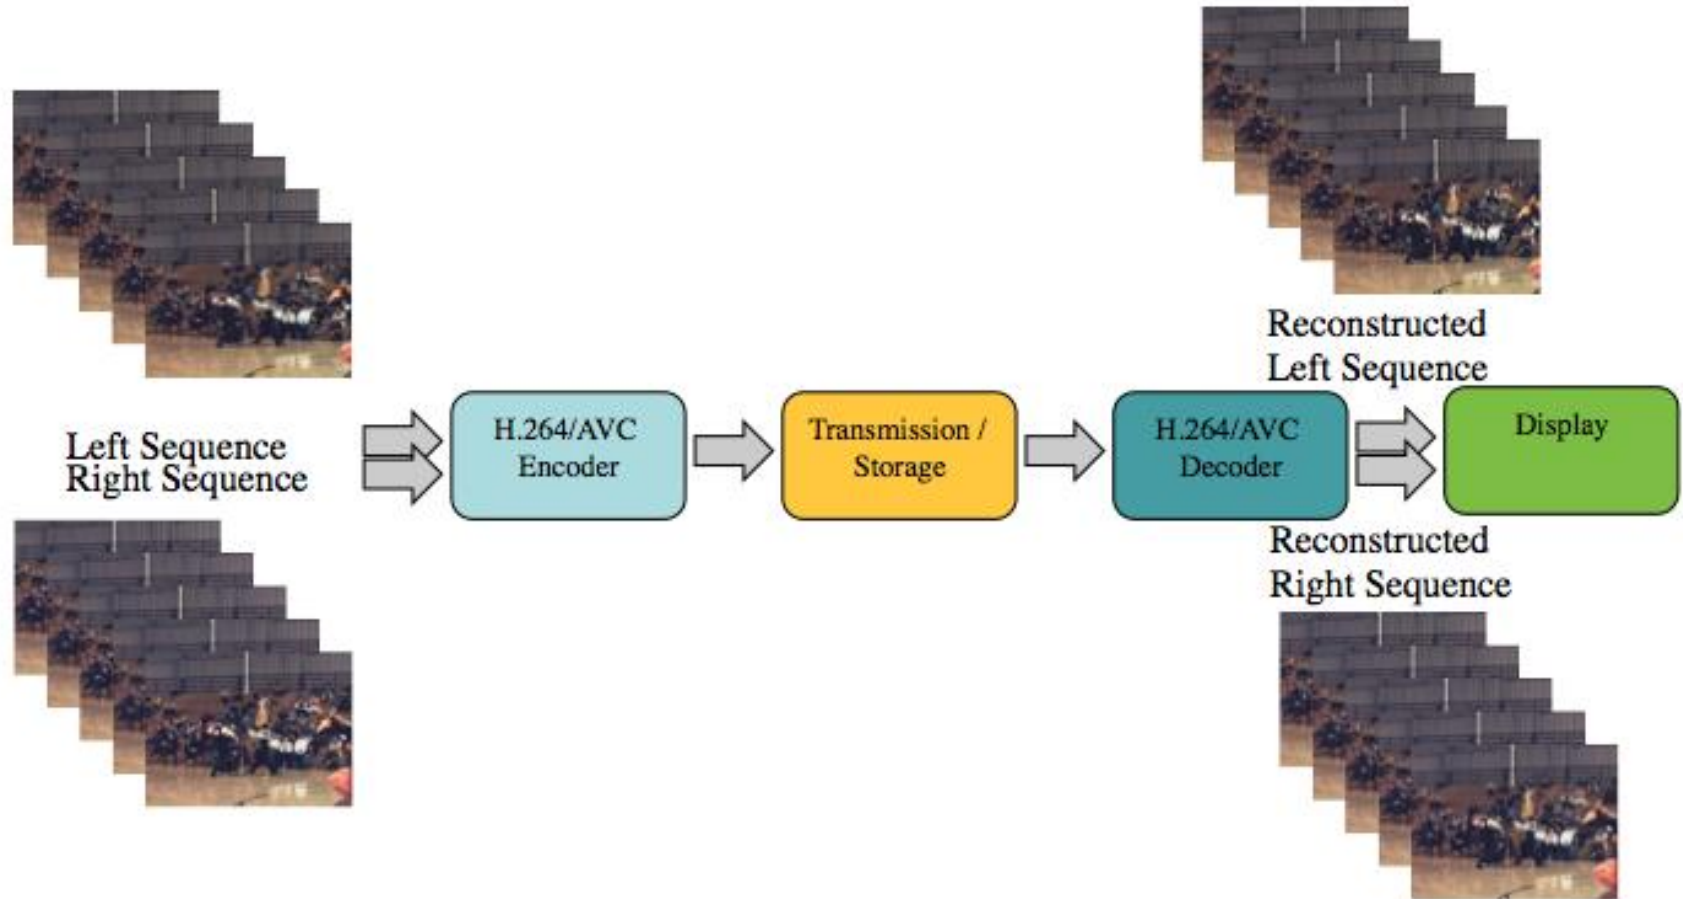 Left Sequence
Right Sequence
H.264/AVC
Encoder
Transmission /
Storage
H.264/AVC
Decoder
Reconstructed
Left Sequence
Display
Reconstructed
Right Sequence